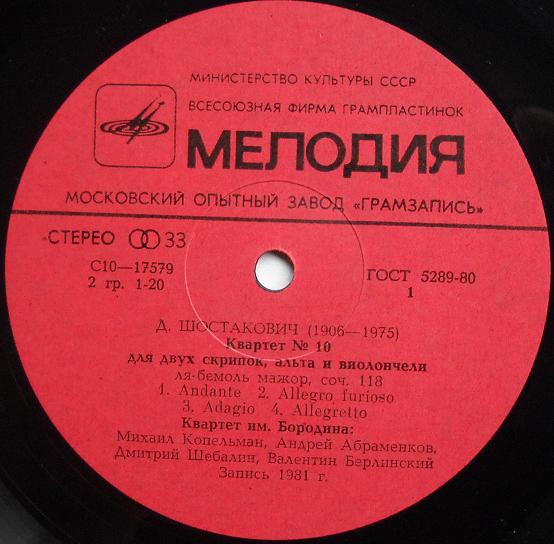 МИНИСТЕРСТВО КУЛЬТУРЫ СССР
ВСЕСОЮЗНАЯ ФИРМА ГРАМПЛАСТИНОК
МЕЛОДИЯ
МОСКОВСКИЙ ОПЫТНЫЙ ЗАВОД «ГРАМЗАПИСЬ»
СТЕРЕО 33
С10—17579
2 гр. 1-20
ГОСТ 5289-80
1
Д. ШОСТАКОВИЧ (1906—1975)
Квартет № 10
для двух скрипок, альта и виолончели
ля-бемоль мажор, соч. 118
1. Andante 2. Allegro furioso
3. Adagio 4. Allegretto
Квартет им. Бородина:
Михаил Копельман, Андрей Абраменков,
Дмитрий Шебалин, Валентин Берлинский
Запись 1981 г.